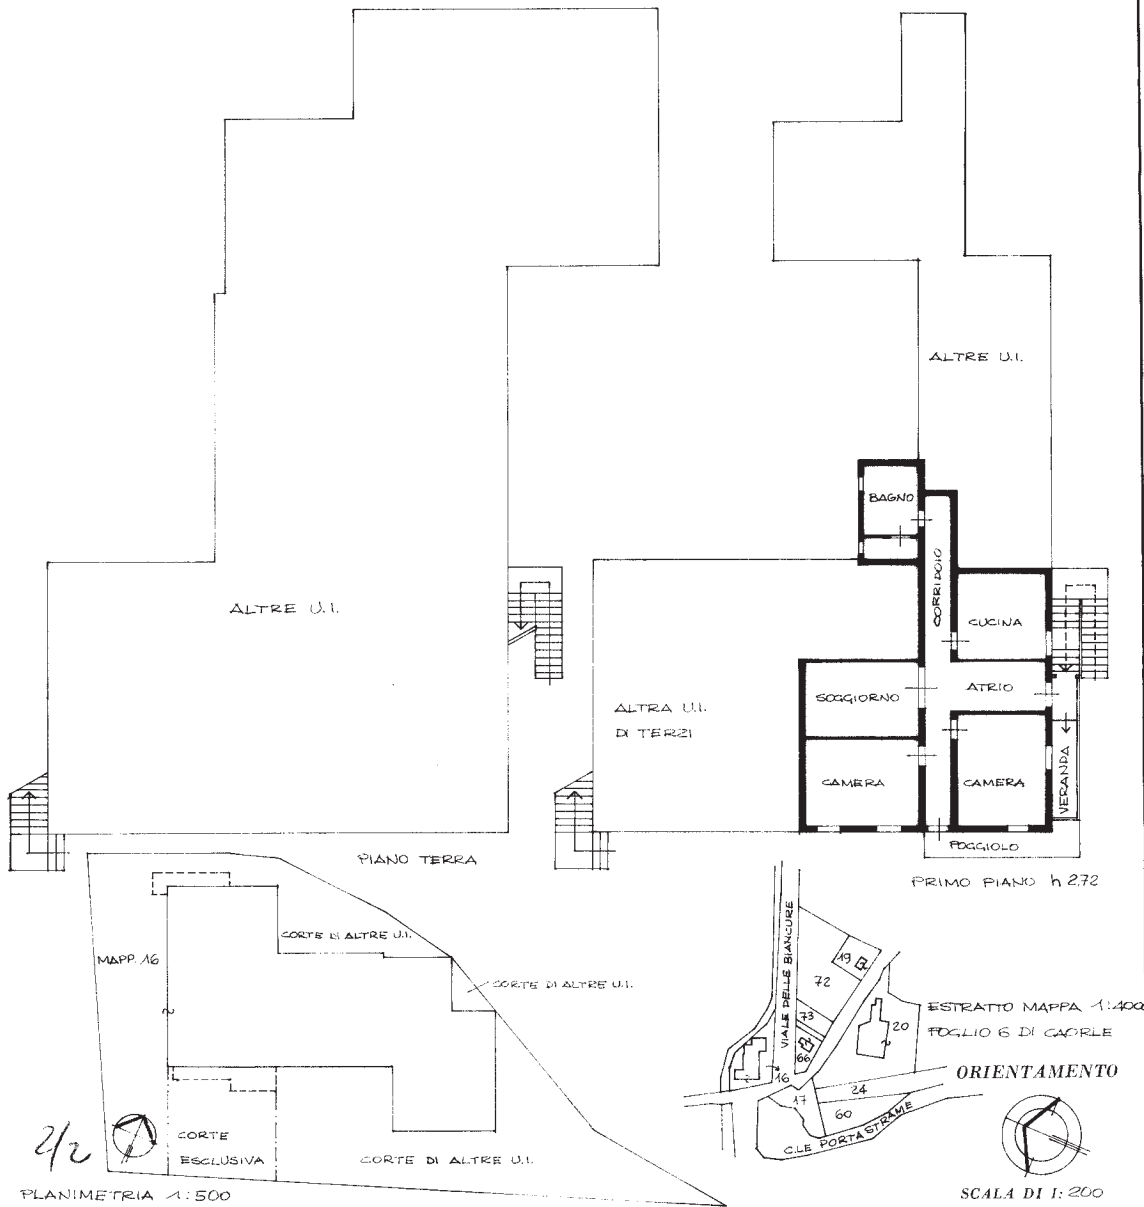 ALTRE U.I.
BAGNO
CORRIDOIO
CUCINA
ALTRE U.I.
SOGGIORNO
ATRIO
ALTRA U.I.
DI TERZI
CAMERA
CAMERA
VERANDA
POGGIOLO
PIANO TERRA
PRIMO PIANO h 2.72
CORTE DI ALTRE U.I.
MAPP. 16
CORTE DI ALTRE U.I.
CORTE
ESCLUSIVA
CORTE DI ALTRE U.I.
2/2
PLANIMETRIA 1:500
VIALE DELLE BIANCURE
19
72
73
66
20
16
17
24
60
C.LE PORTASTRAME
ESTRATTO MAPPA 1:400
FOGLIO 6 DI CAORLE
ORIENTAMENTO
SCALA DI 1: 200